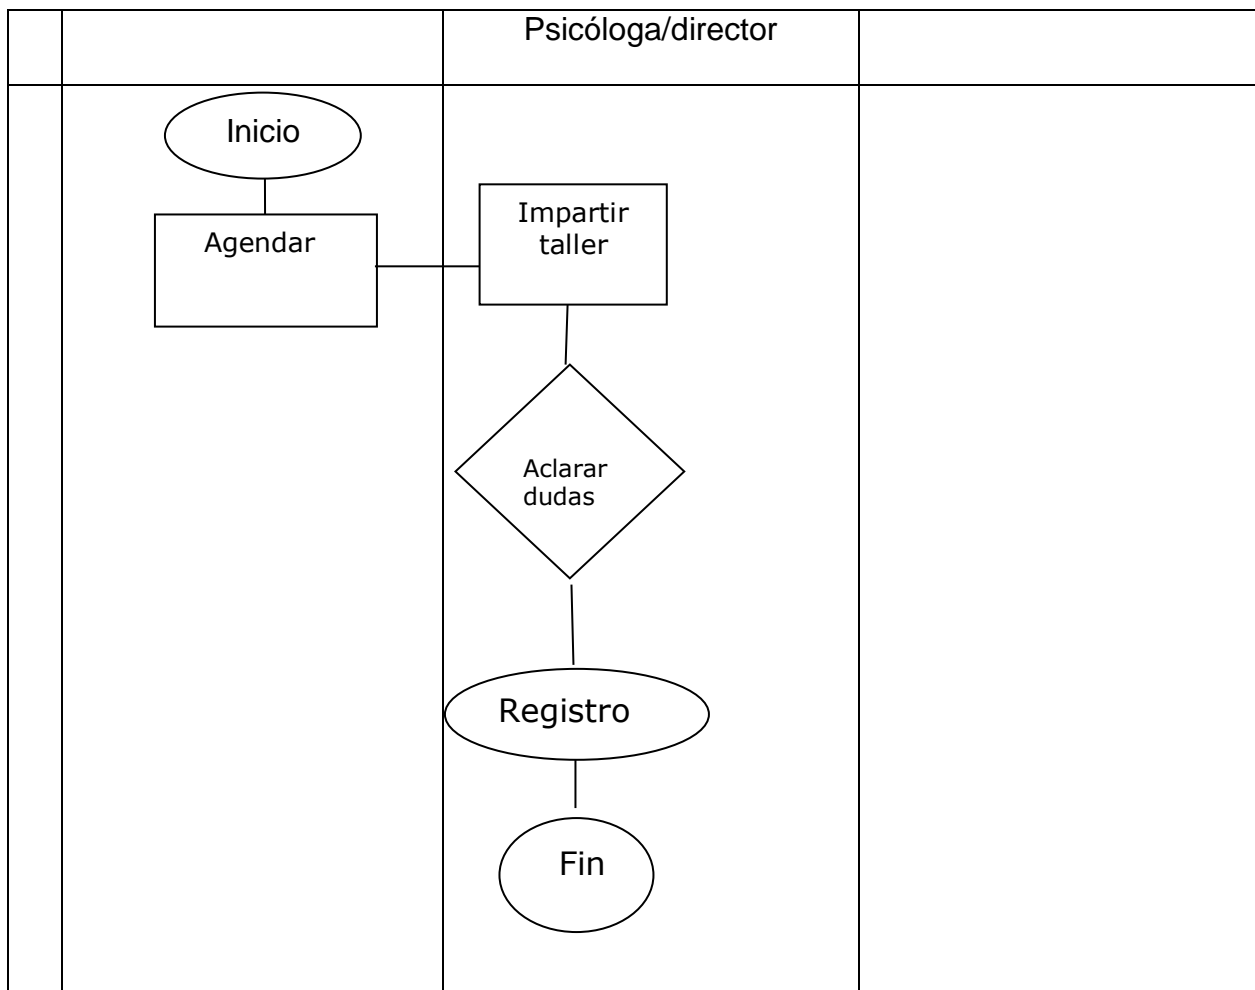 Psicóloga/director
Inicio
Agendar
Impartir
taller
Aclarar
dudas
Registro
Fin